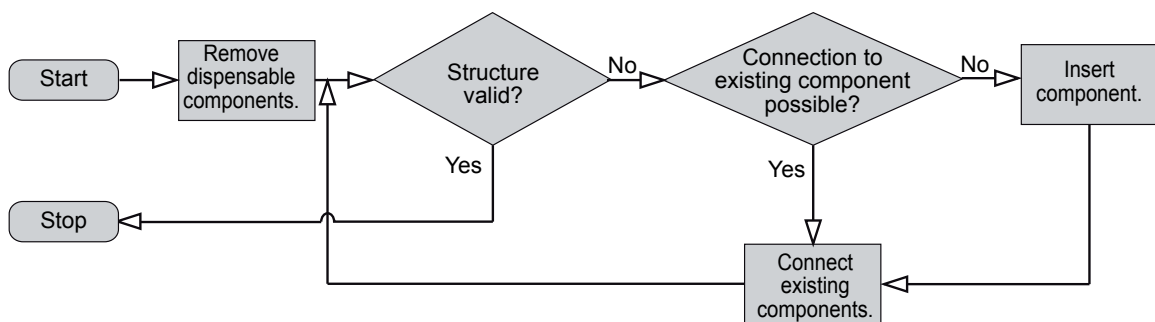 Start
Remove
dispensable
components.
Structure
valid?
No
Connection to
existing component
possible?
No
Insert
component.
Yes
Yes
Stop
Connect
existing
components.